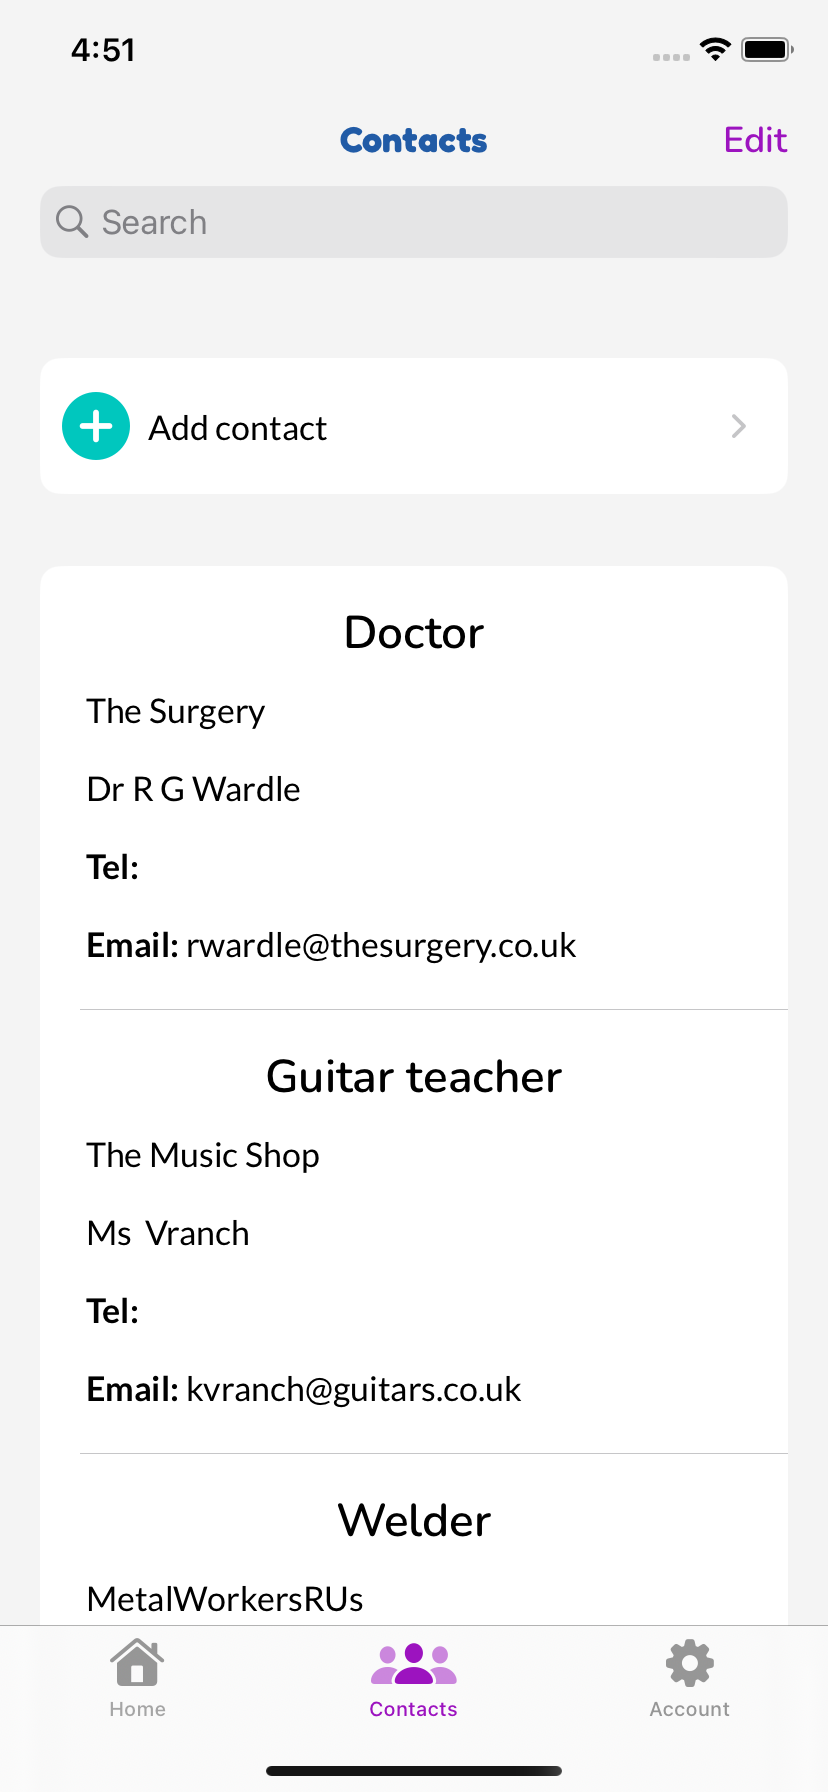 4:51
Contacts
Edit
Search
Add contact
Doctor
The Surgery
Dr R G Wardle
Tel:
Email: rwardle@thesurgery.co.uk
Guitar teacher
The Music Shop
Ms  Vranch
Tel:
Email: kvranch@guitars.co.uk
Welder
MetalWorkersRUs
Home
Contacts
Account